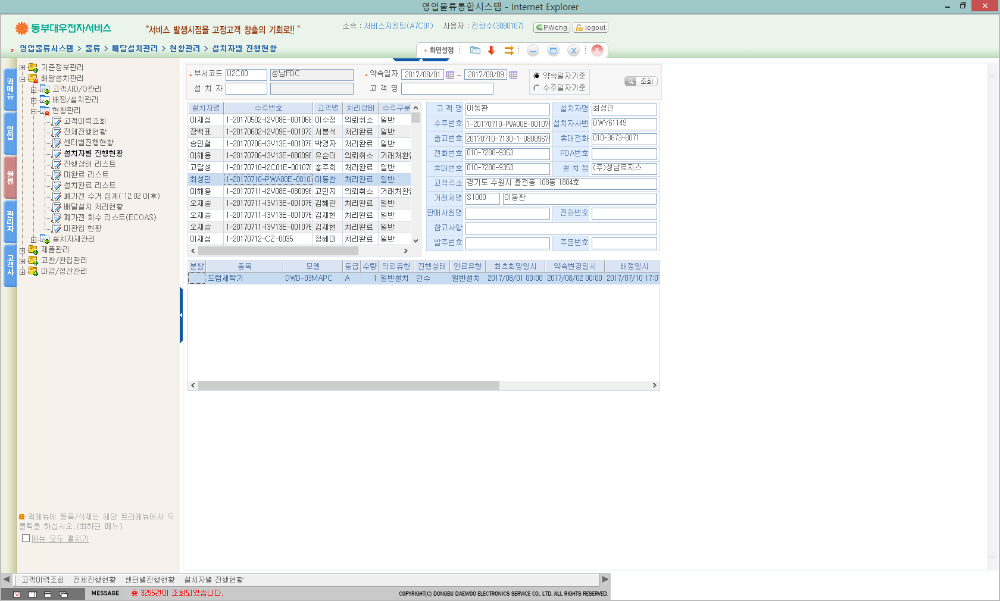 영업물류통합시스템 - Internet Explorer
동부대우전자서비스
"서비스 발생시점을 고정고객 창출의 기회로!! "
소속 : 서비스지원팀(A7C01) 사용자 : 전창수(3080107) PWchg logout
영업물류시스템 > 물류 > 배달설치관리 > 현황관리 > 설치자별 진행현황
화면설정
퀵메뉴
영업
물류
관리자
고객사
기준정보관리
배달설치관리
고객사D/O관리
배정/설치관리
현황관리
고객이력조회
전체진행현황
센터별진행현황
설치자별 진행현황
진행상태 리스트
미완료 리스트
설치완료 리스트
폐가전 수거 집계('12,02 이후)
배달설치 처리현황
폐가전 회수 리스트(ECOAS)
미환입 현황
설치자재관리
제품관리
교환/환입관리
마감/정산관리
퀵메뉴에 등록/삭제는 해당 트리메뉴에서 우
클릭을 하십시오.(최하단 메뉴)
메뉴 모두 펼치기
부서코드 U2C00 성남FDC 약속일자 2017/08/01 ~ 2017/08/09 약속일자기준
설 치 자 고 객 명 수주일자기준
조회
설치자명 수주번호 고객명 처리상태 수주구분
이재섭 1-20170502-I2V08E-001068 이수정 의뢰취소 일반
장백표 1-20170602-I2V09E-001072 서봉석 처리완료 일반
송인철 1-20170706-I3V13E-001076 박영자 처리완료 일반
이해용 1-20170706-I3V13E-080098 유순이 의뢰취소 거래처환입
고달성 1-20170710-I2C01E-001076 홍주희 처리완료 일반
최성민 1-20170710-PWA00E-00107 이동환 처리완료 일반
이해용 1-20170711-I2V08E-080098 고민지 의뢰취소 거래처환입
오재승 1-20170711-I3V13E-001076 김혜란 처리완료 일반
오재승 1-20170711-I3V13E-001076 김재현 처리완료 일반
오재승 1-20170711-I3V13E-001076 김재현 처리완료 일반
이재섭 1-20170712-CZ-0035 정혜미 처리완료 일반
고 객 명 이동환 설치자명 최성민
수주번호 1-20170710-PWA00E-001076 설치자사번 DWY61149
출고번호 20170710-7130-1-08009675 휴대전화 010-3673-8071
전화번호 010-7288-9353 PDA번호
휴대번호 010-7288-9353 설 치 점 (주)성남로지스
고객주소 경기도 수원시 율전동 108동 1804호
거래처명 S1000 이동환
판매사원명 전화번호
참고사항
발주번호 주문번호
분할 품목 모델 등급 수량 의뢰유형 진행상태 완료유형 최초희망일시 약속변경일시 배정일시
드럼세탁기 DWD-03MAPC A 1 일반설치 인수 일반설치 2017/08/01 00:00 2017/08/02 00:00 2017/07/10 17:07
고객이력조회 전체진행현황 센터별진행현황 설치자별 진행현황
MESSAGE 총 3295건이 조회되었습니다.
COPYRIGHT(C) DONGBU DAEWOO ELECTRONICS SERVICE CO., LTD. ALL RIGHTS RESERVED.